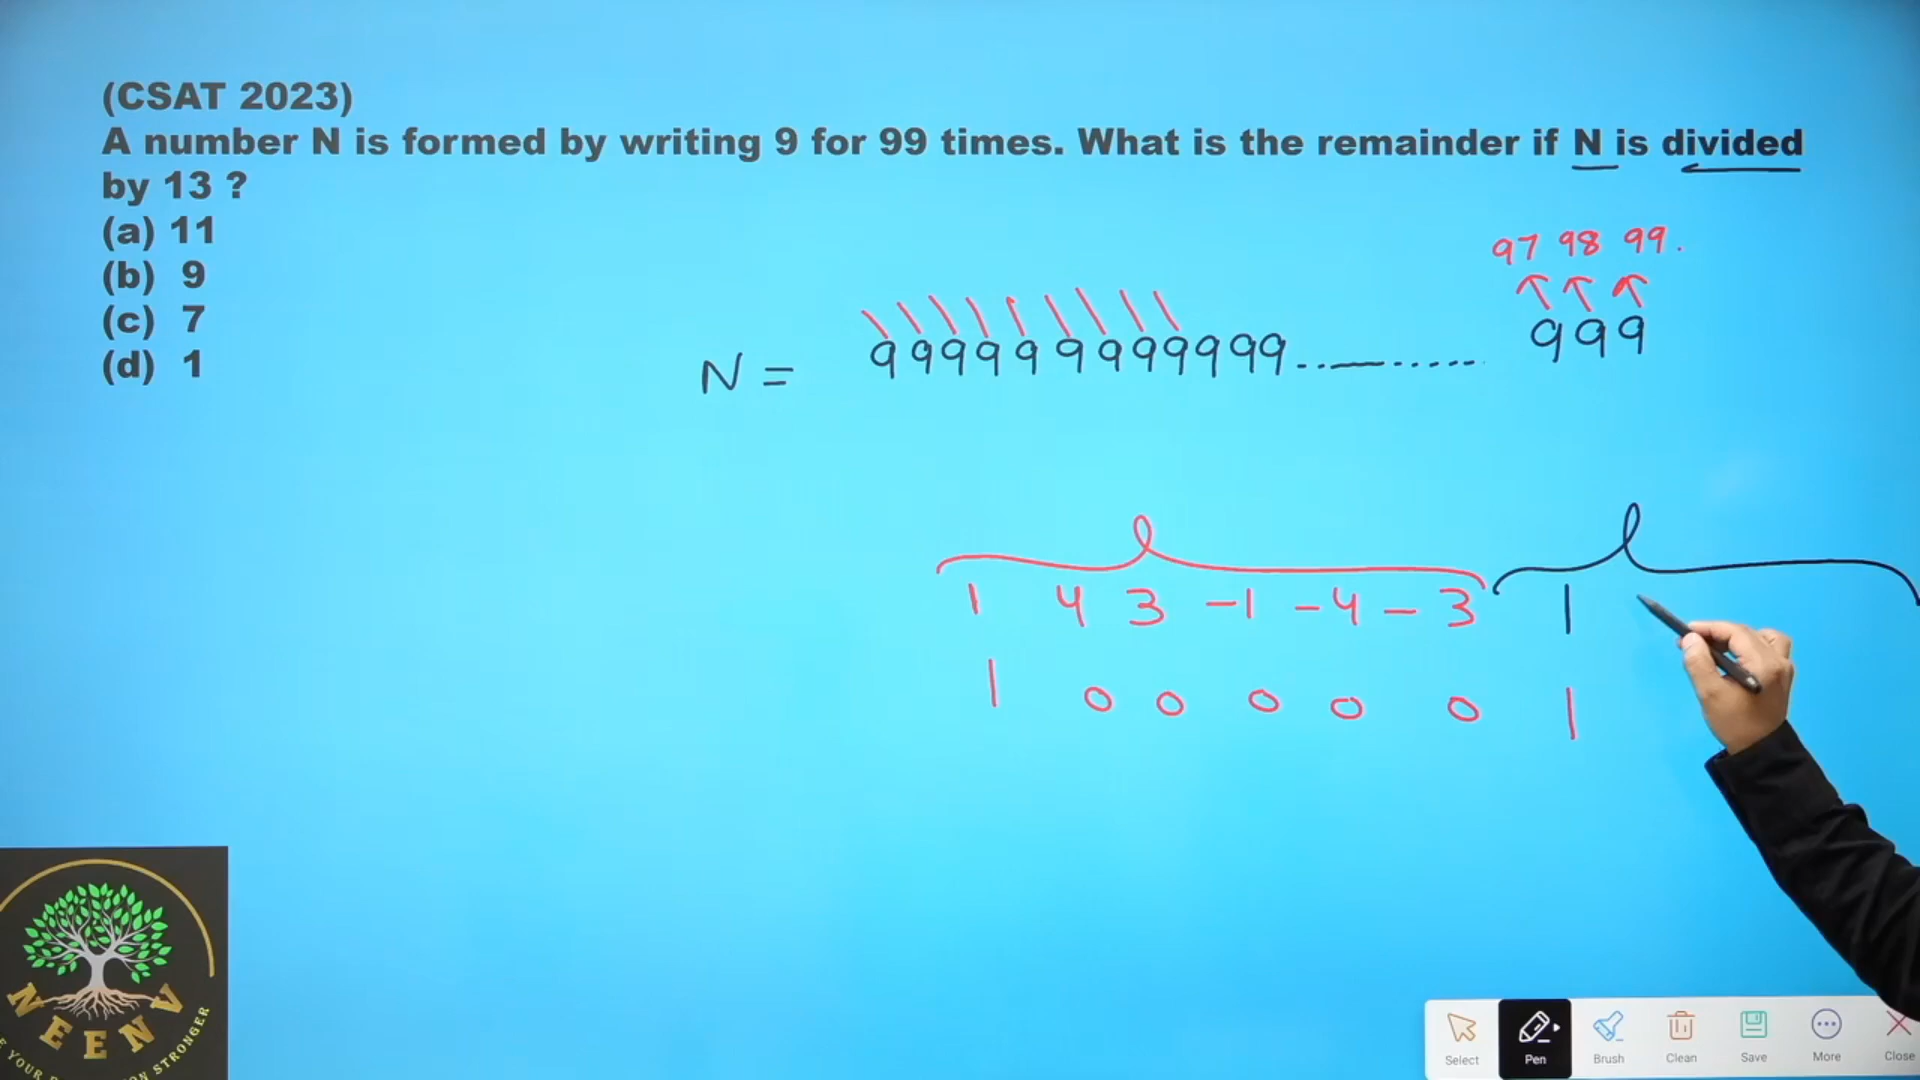 (CSAT 2023)
A number N is formed by writing 9 for 99 times. What is the remainder if N is divided
by 13 ?
(a) 11
(b) 9
(c) 7
(d) 1
97 98 99.
N = 999999999999..............999
1 4 3 -1 -4 -3 1
1 0 0 0 0 0 1
NEENV
Select Pen Brush Clean Save More Close